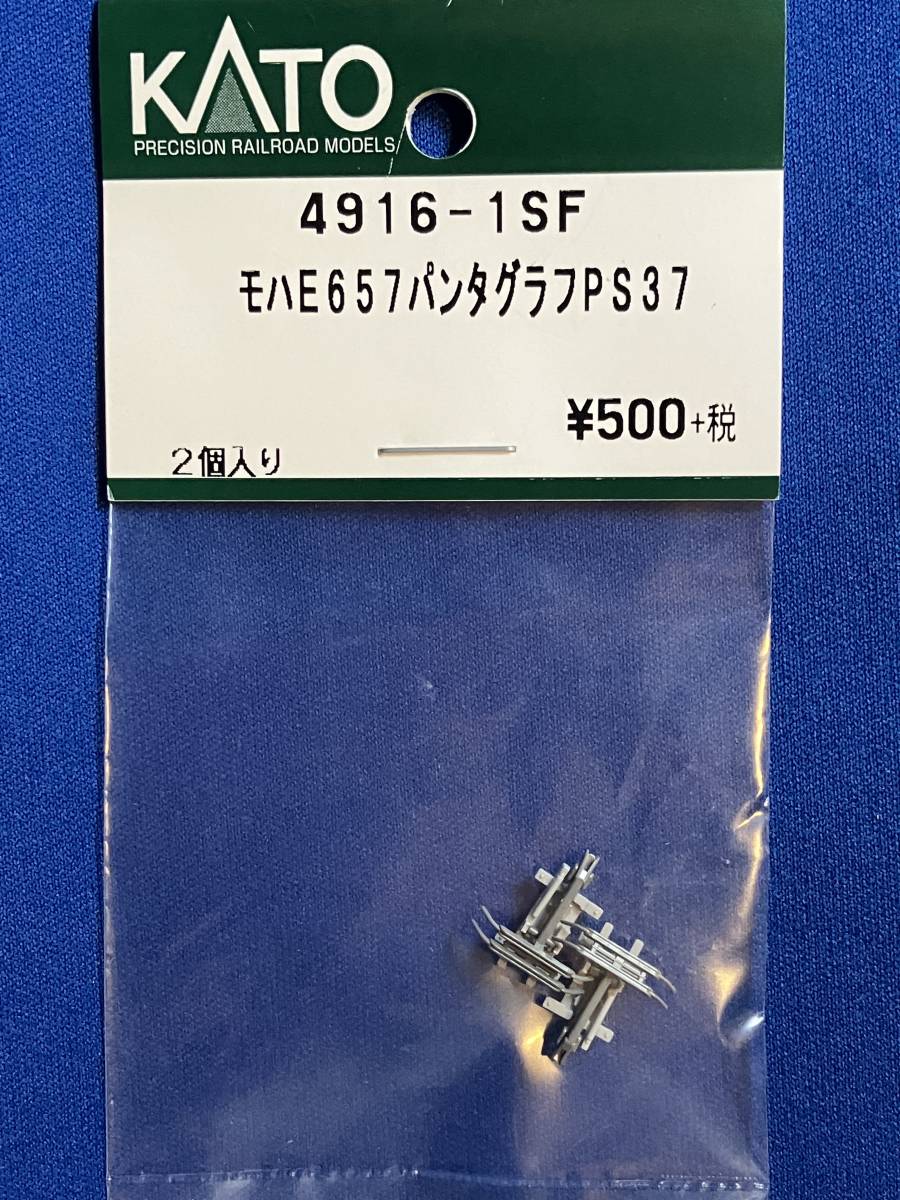 KATO
PRECISION RAILROAD MODELS
4916-1SF
モハE657パンタグラフPS37
¥500+税
2個入り